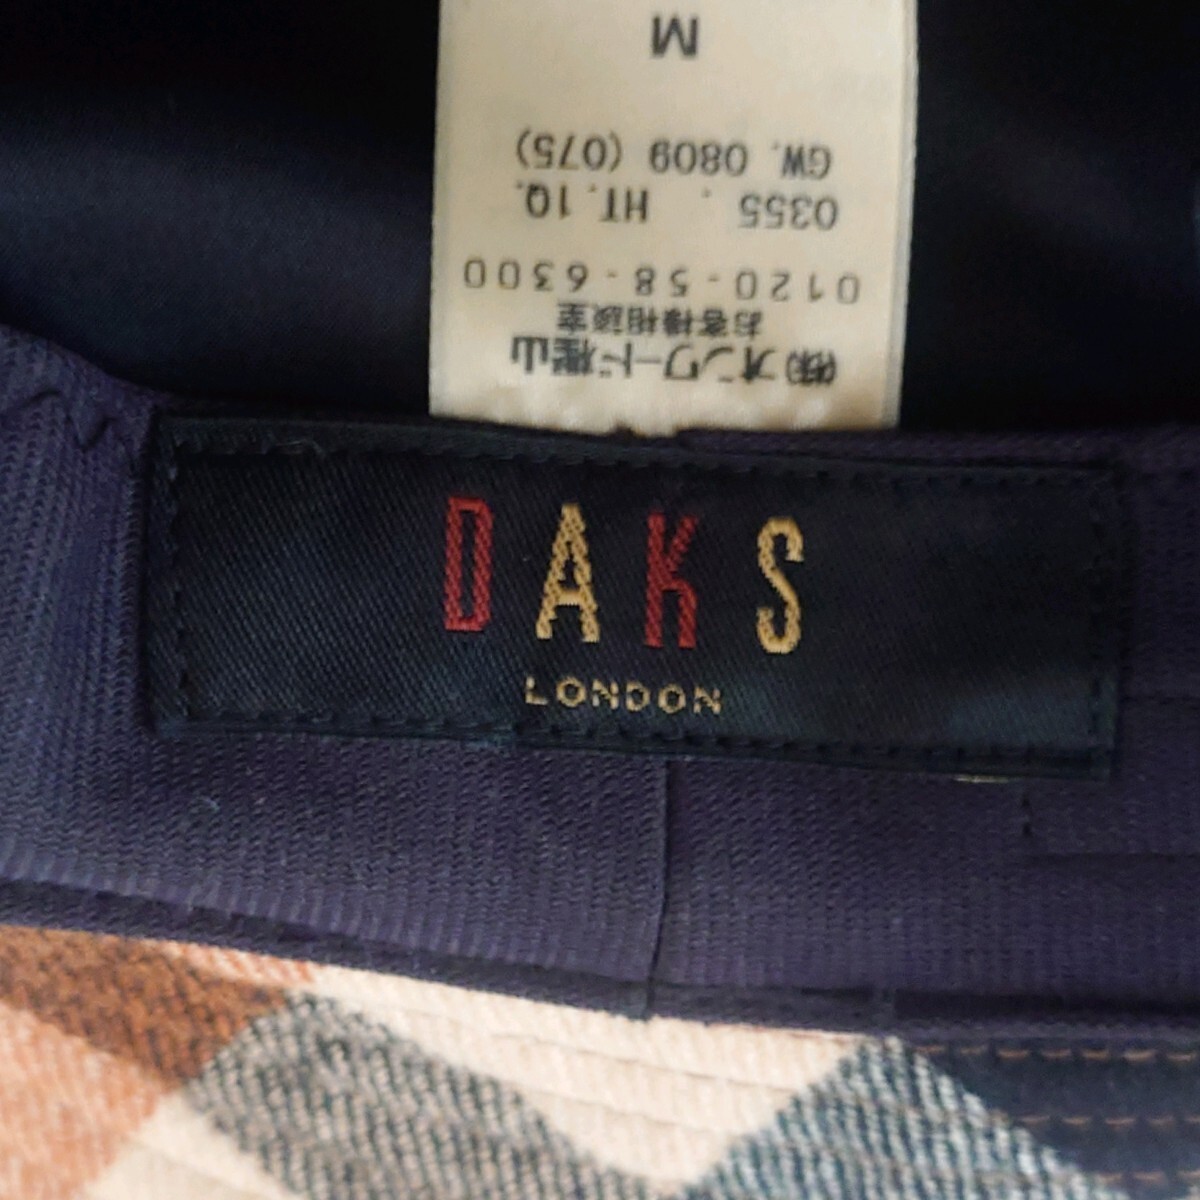 ㈱オンワード樫山
お客様相談室
0120-58-6300
0355 . HT.1Q.
GW.0809(075)
M
DAKS
LONDON